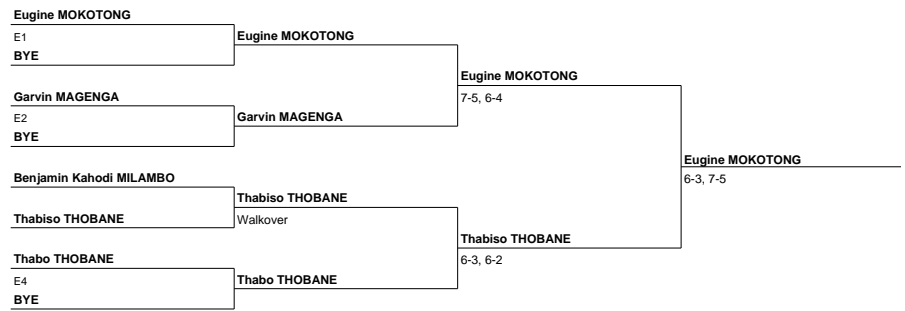 Eugine MOKOTONG
E1
BYE
Garvin MAGENGA
E2
BYE
Benjamin Kahodi MILAMBO
Thabiso THOBANE
Thabo THOBANE
E4
BYE
Eugine MOKOTONG
Garvin MAGENGA
Thabiso THOBANE
Walkover
Thabo THOBANE
Eugine MOKOTONG
7-5, 6-4
Thabiso THOBANE
6-3, 6-2
Eugine MOKOTONG
6-3, 7-5